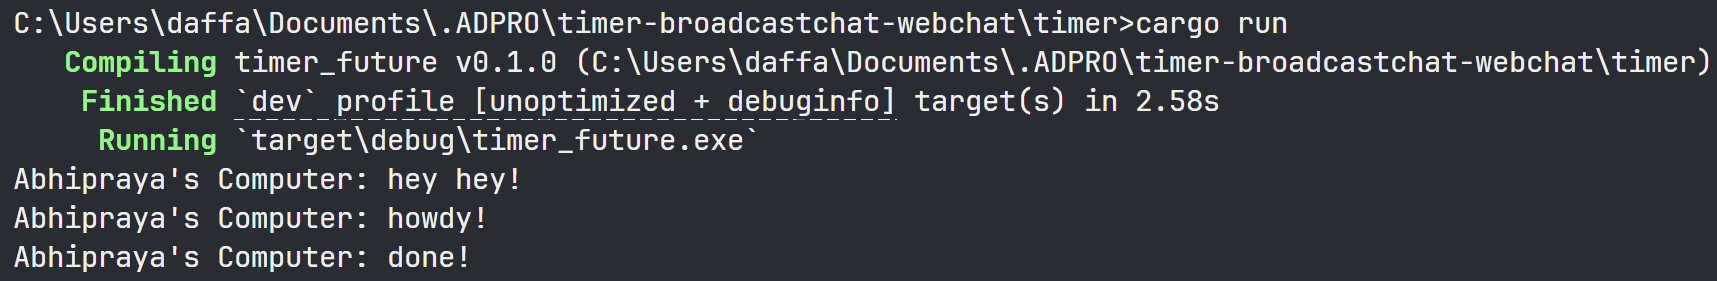 C:\Users\daffa\Documents\.ADPRO\timer-broadcastchat-webchat\timer>cargo run
Compiling timer_future v0.1.0 (C:\Users\daffa\Documents\.ADPRO\timer-broadcastchat-webchat\timer)
Finished `dev` profile [unoptimized + debuginfo] target(s) in 2.58s
Running `target\debug\timer_future.exe`
Abhipraya's Computer: hey hey!
Abhipraya's Computer: howdy!
Abhipraya's Computer: done!